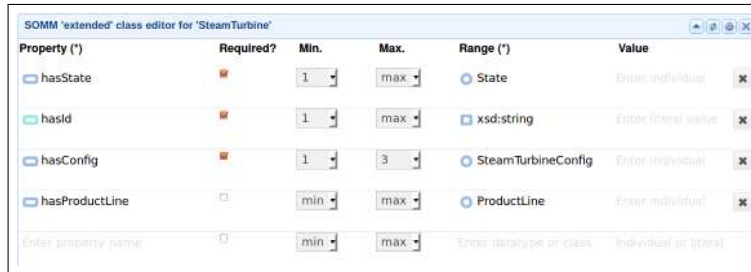 SOMM 'extended' class editor for 'SteamTurbine'
Property (*) Required? Min. Max. Range (*) Value
hasState 1 max State Enter individual
hasId 1 max xsd:string Enter literal value
hasConfig 1 3 SteamTurbineConfig Enter individual
hasProductLine min max ProductLine Enter individual
Enter property name min max Enter datatype or class Individual or literal